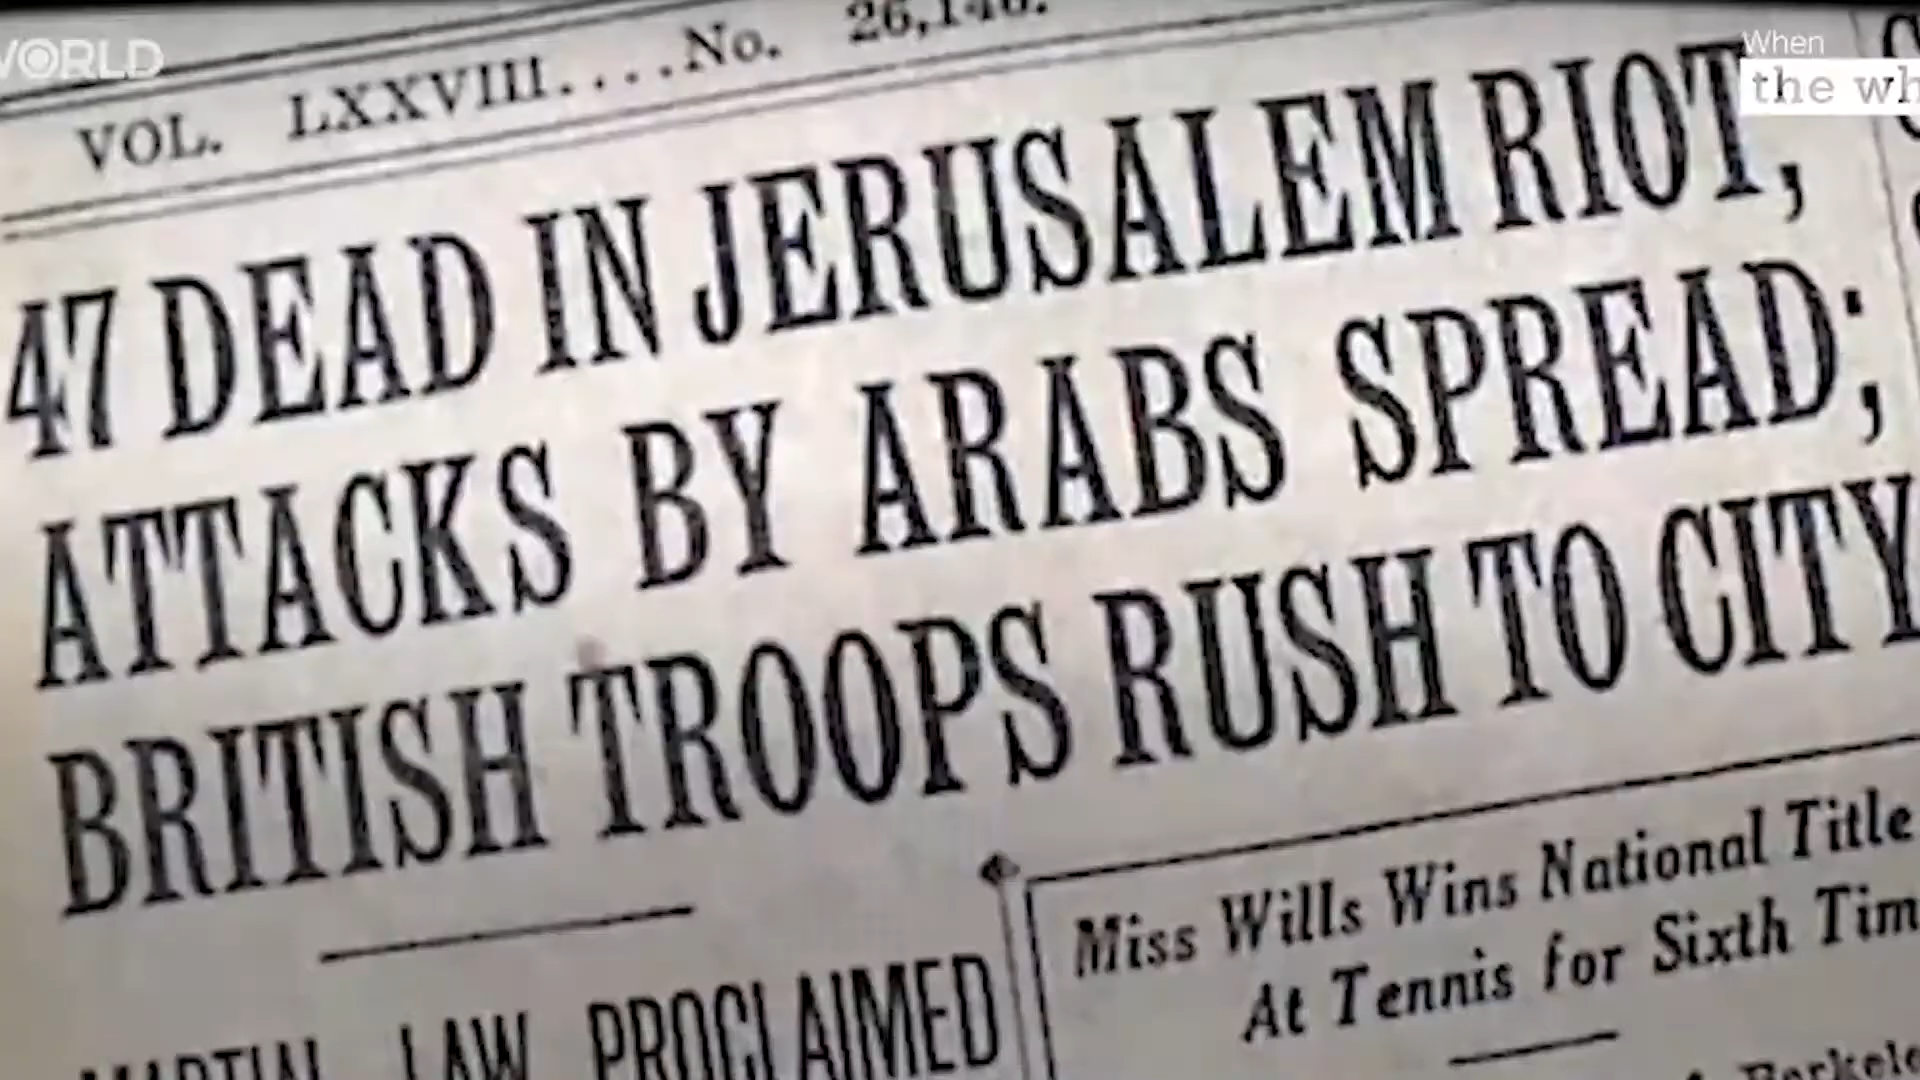 WORLD
When
the wh
VOL. LXXVIII....No. 26,146.
47 DEAD IN JERUSALEM RIOT,
ATTACKS BY ARABS SPREAD;
BRITISH TROOPS RUSH TO CITY
MARTIAL LAW PROCLAIMED
Miss Wills Wins National Title
At Tennis for Sixth Tim